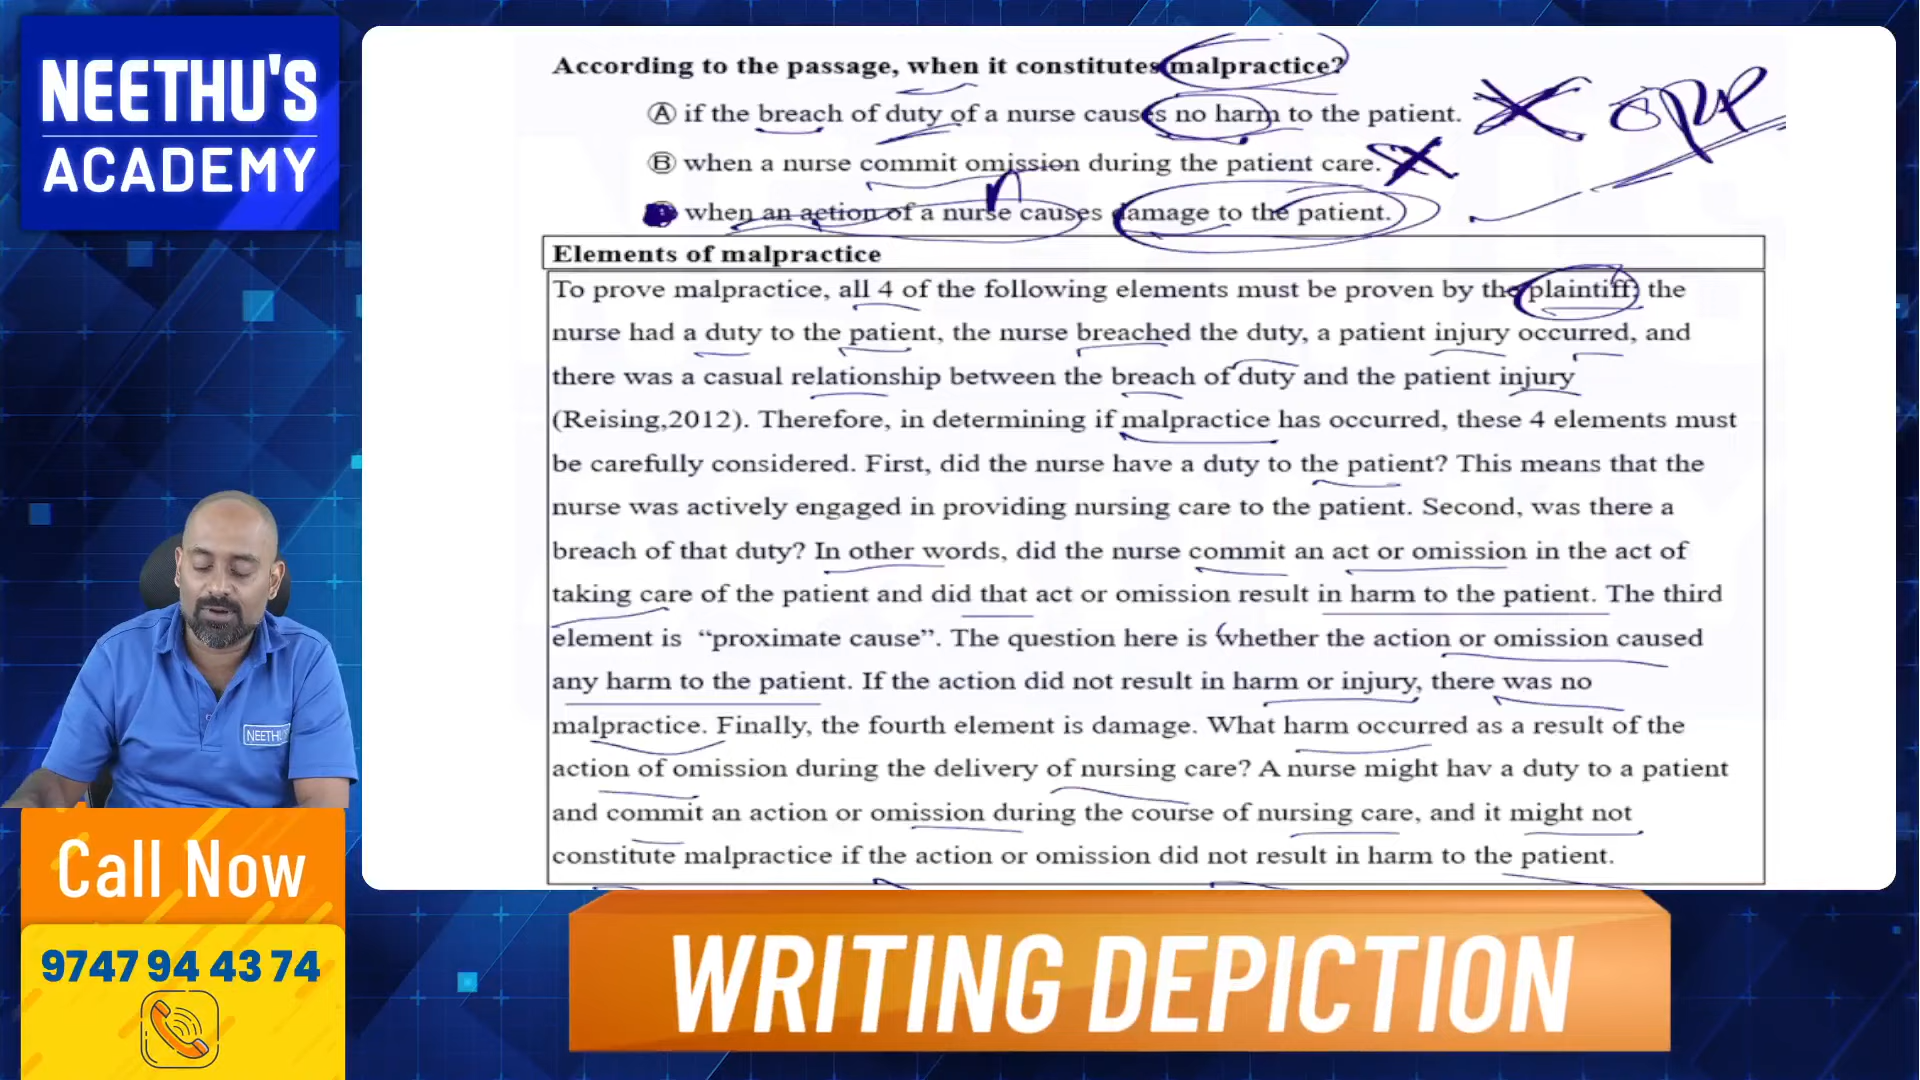 NEETHU'S
ACADEMY
According to the passage, when it constitutes malpractice?
Ⓐ if the breach of duty of a nurse causes no harm to the patient.
opp
Ⓑ when a nurse commit omission during the patient care.
when an action of a nurse causes damage to the patient.
Elements of malpractice
To prove malpractice, all 4 of the following elements must be proven by the plaintiff: the
nurse had a duty to the patient, the nurse breached the duty, a patient injury occurred, and
there was a casual relationship between the breach of duty and the patient injury
(Reising,2012). Therefore, in determining if malpractice has occurred, these 4 elements must
be carefully considered. First, did the nurse have a duty to the patient? This means that the
nurse was actively engaged in providing nursing care to the patient. Second, was there a
breach of that duty? In other words, did the nurse commit an act or omission in the act of
taking care of the patient and did that act or omission result in harm to the patient. The third
element is “proximate cause”. The question here is whether the action or omission caused
any harm to the patient. If the action did not result in harm or injury, there was no
malpractice. Finally, the fourth element is damage. What harm occurred as a result of the
action of omission during the delivery of nursing care? A nurse might hav a duty to a patient
and commit an action or omission during the course of nursing care, and it might not
constitute malpractice if the action or omission did not result in harm to the patient.
Call Now
9747 94 43 74
WRITING DEPICTION